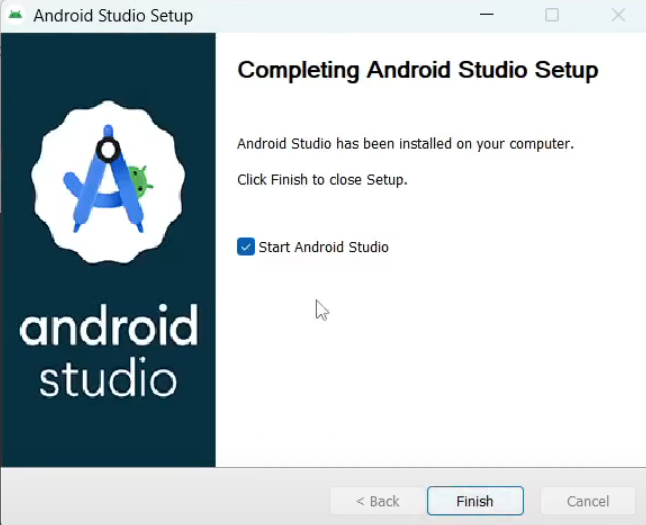 Android Studio Setup
Completing Android Studio Setup
Android Studio has been installed on your computer.
Click Finish to close Setup.
Start Android Studio
android
studio
< Back
Finish
Cancel